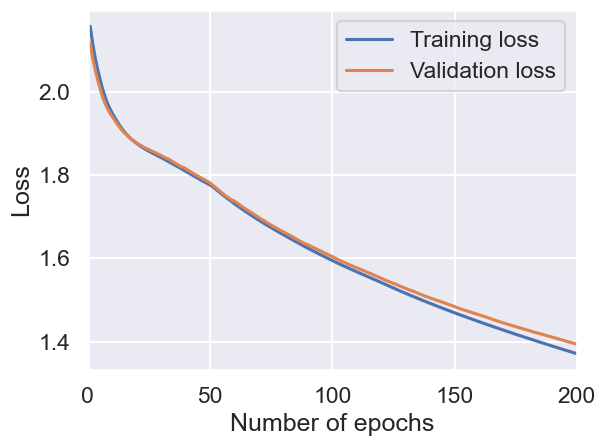 Training loss
Validation loss
2.0
1.8
1.6
1.4
Loss
0
50
100
150
200
Number of epochs